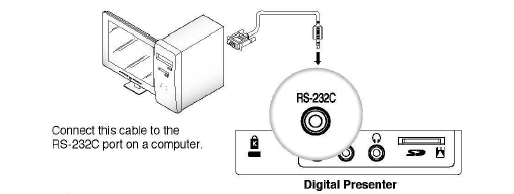 RS-232C
Connect this cable to the
RS-232C port on a computer.
K
SD
Digital Presenter